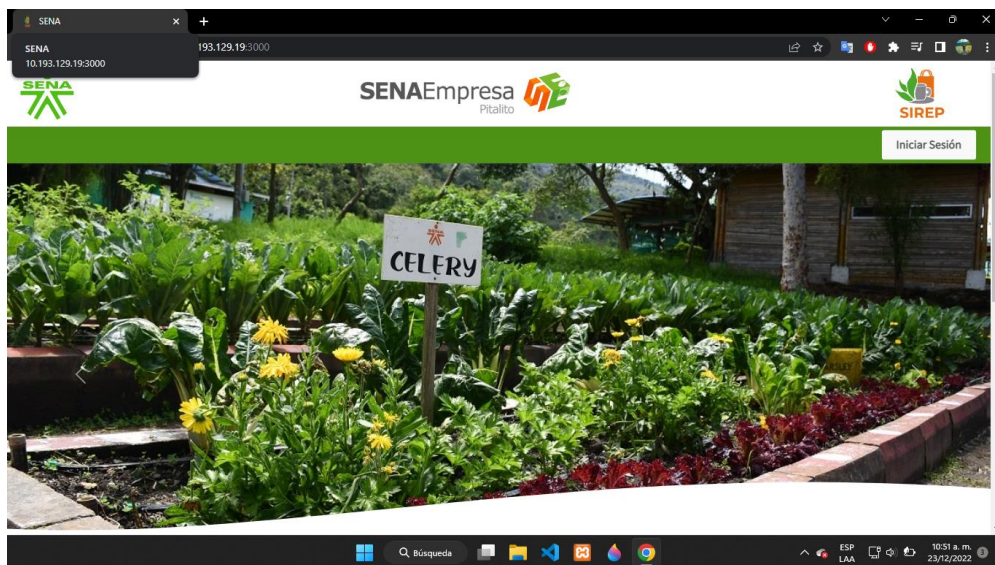 SENA
SENA
10.193.129.19:3000
193.129.19:3000
SENA
SENAEmpresa
Pitalito
SIREP
Iniciar Sesión
CELERY
Búsqueda
ESP
LAA
10:51 a. m.
23/12/2022
3